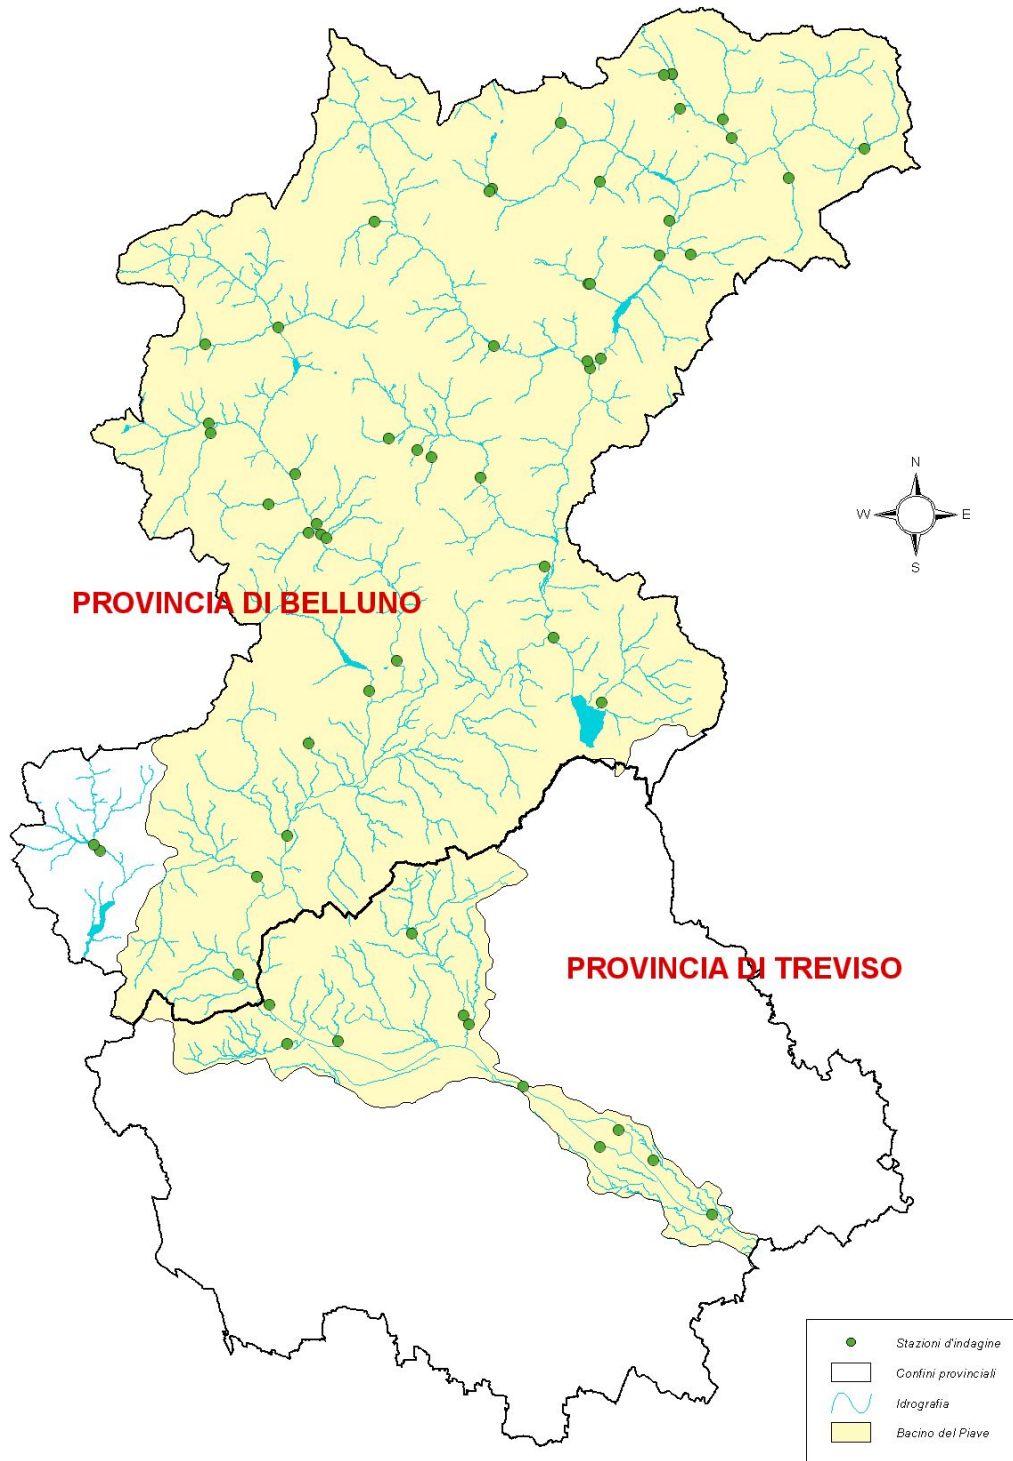 N
W E
S
PROVINCIA DI BELLUNO
PROVINCIA DI TREVISO
Stazioni d'indagine
Confini provinciali
Idrografia
Bacino del Piave